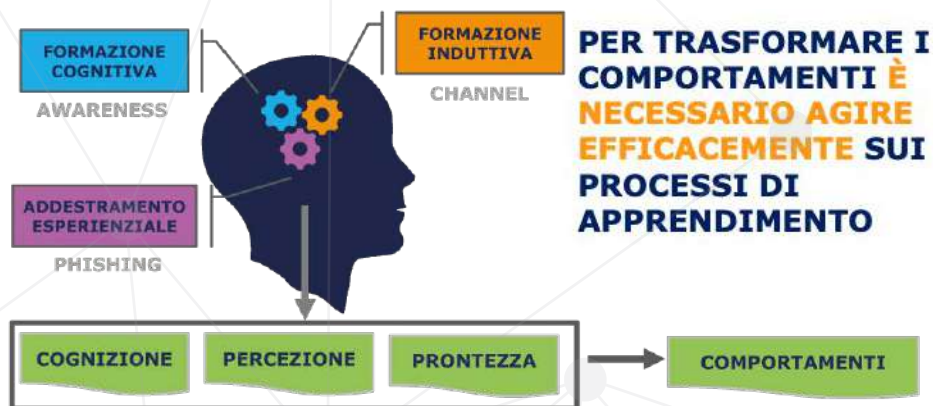 FORMAZIONE
COGNITIVA
AWARENESS
FORMAZIONE
INDUTTIVA
CHANNEL
ADDESTRAMENTO
ESPERIENZIALE
PHISHING
PER TRASFORMARE I
COMPORTAMENTI È
NECESSARIO AGIRE
EFFICACEMENTE SUI
PROCESSI DI
APPRENDIMENTO
COGNIZIONE
PERCEZIONE
PRONTEZZA
COMPORTAMENTI